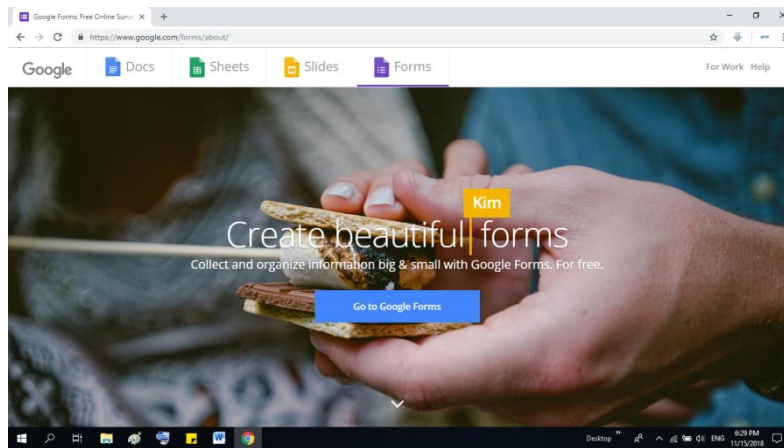 Google Forms: Free Online Surv
https://www.google.com/forms/about/
Google Docs Sheets Slides Forms For Work Help
Kim
Create beautiful forms
Collect and organize information big & small with Google Forms. For free.
Go to Google Forms
Desktop ENG 6:29 PM
11/15/2018